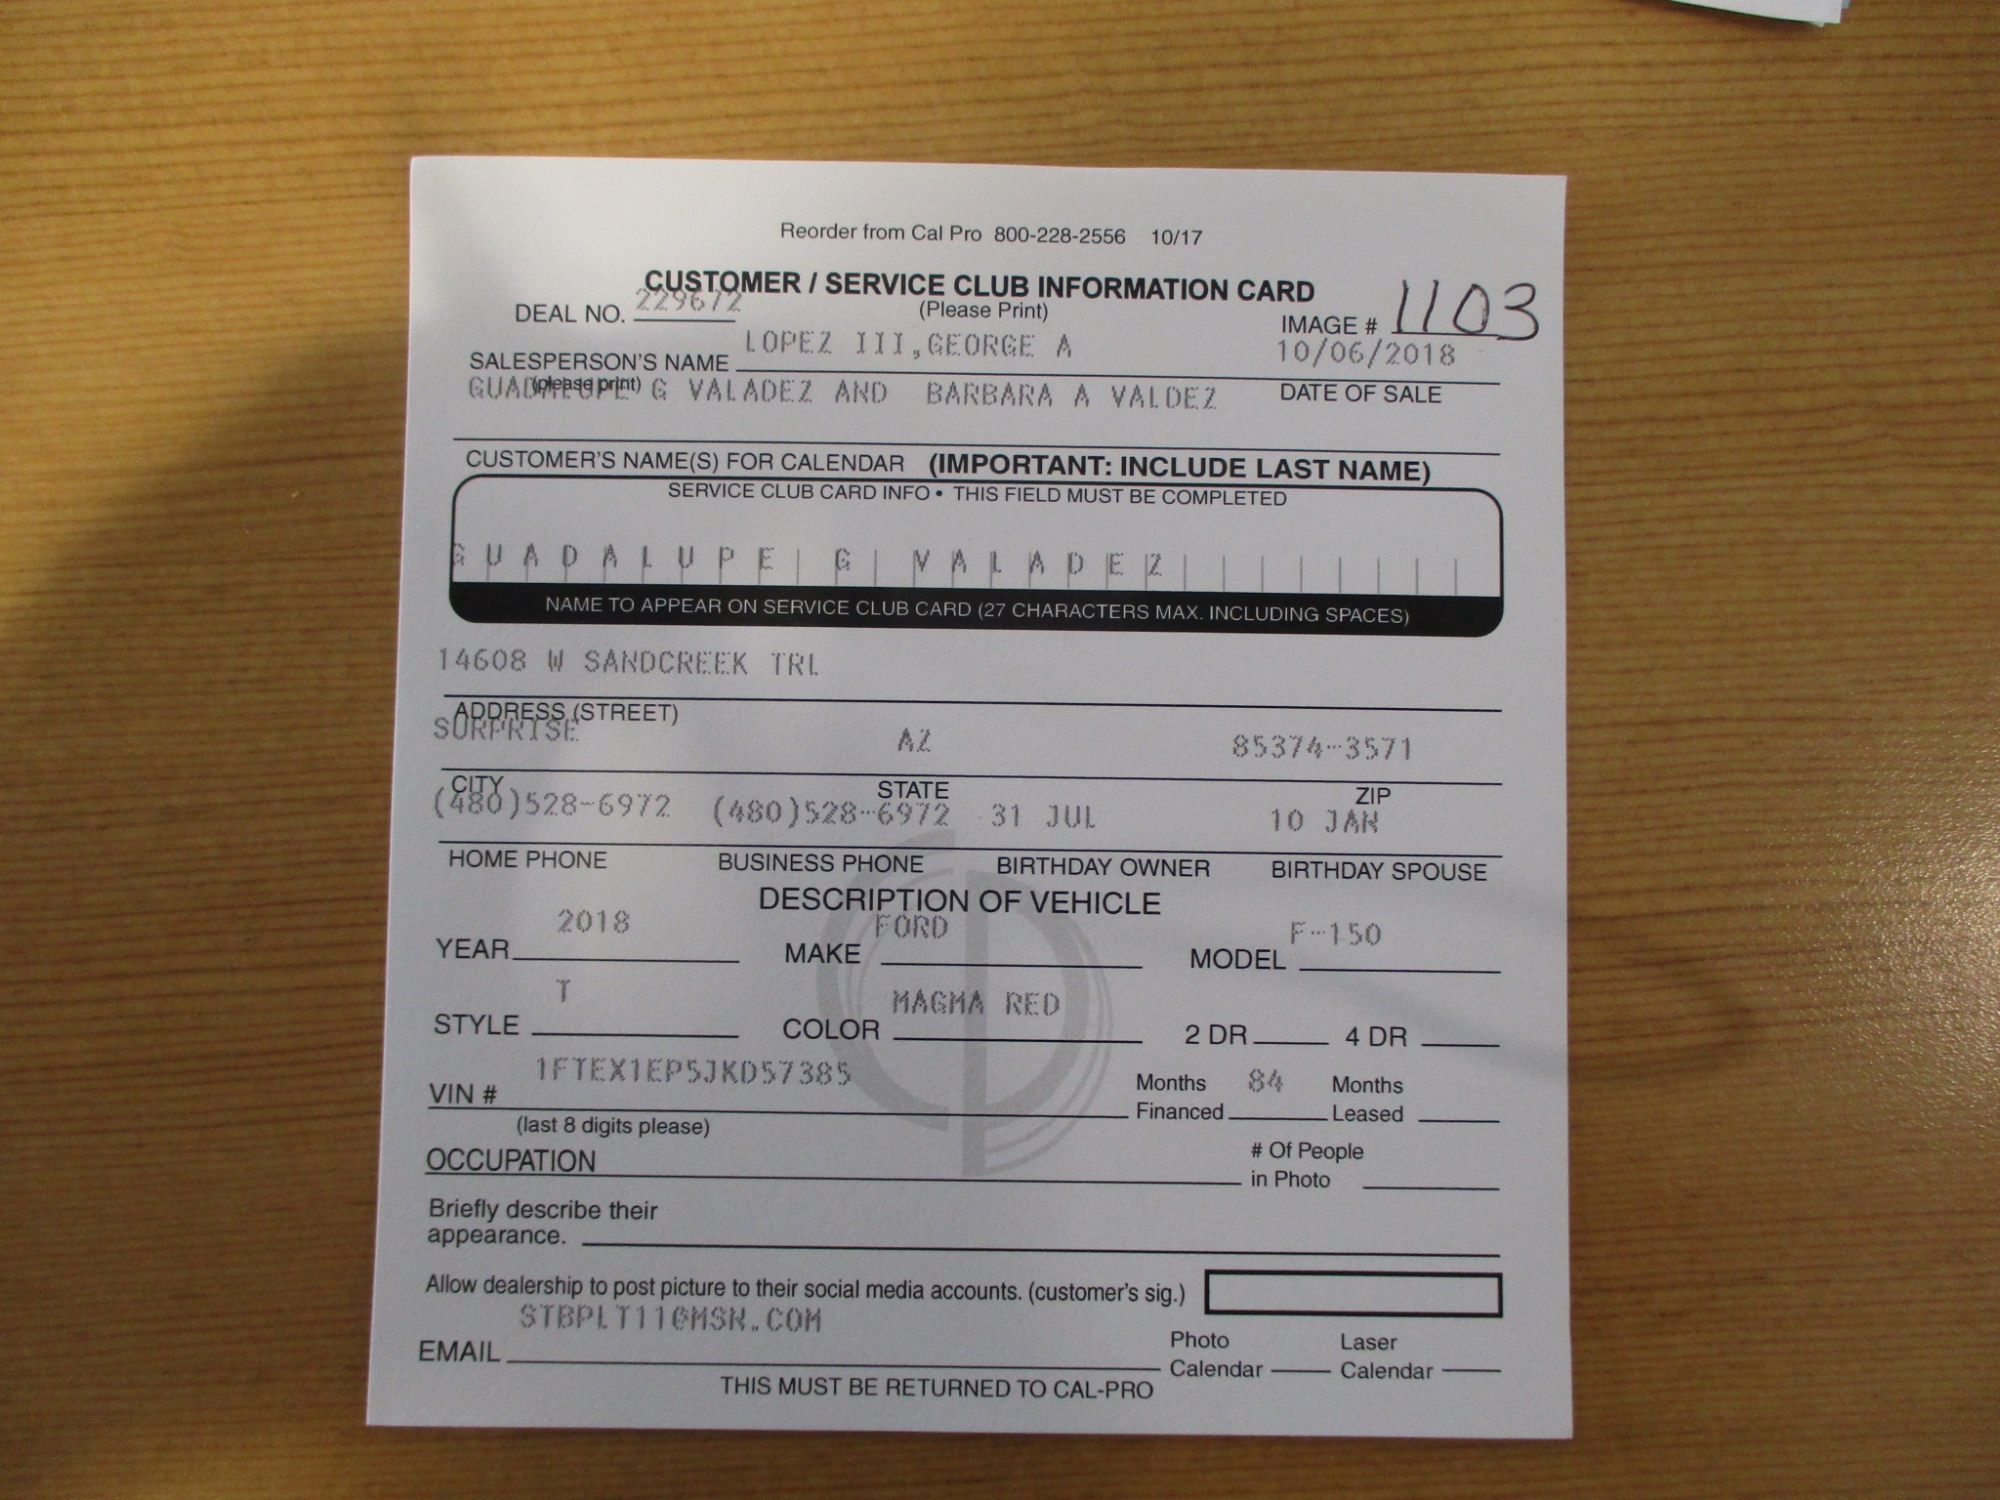 Reorder from Cal Pro 800-228-2556 10/17
CUSTOMER / SERVICE CLUB INFORMATION CARD
DEAL NO. 229672 (Please Print) IMAGE # 1103
SALESPERSON'S NAME LOPEZ III,GEORGE A 10/06/2018
(please print) DATE OF SALE
GUADALUPE G VALADEZ AND BARBARA A VALDEZ
CUSTOMER'S NAME(S) FOR CALENDAR (IMPORTANT: INCLUDE LAST NAME)
SERVICE CLUB CARD INFO • THIS FIELD MUST BE COMPLETED
GUADALUPE G VALADEZ
NAME TO APPEAR ON SERVICE CLUB CARD (27 CHARACTERS MAX. INCLUDING SPACES)
14608 W SANDCREEK TRL
ADDRESS (STREET)
SURPRISE AZ 85374-3571
CITY STATE ZIP
(480)528-6972 (480)528-6972 31 JUL 10 JAN
HOME PHONE BUSINESS PHONE BIRTHDAY OWNER BIRTHDAY SPOUSE
DESCRIPTION OF VEHICLE
YEAR 2018 MAKE FORD MODEL F-150
STYLE T COLOR MAGMA RED 2 DR 4 DR
VIN # 1FTEX1EP5JKD57385 Months Financed 84 Months Leased
(last 8 digits please)
OCCUPATION # Of People in Photo
Briefly describe their
appearance.
Allow dealership to post picture to their social media accounts. (customer's sig.)
EMAIL STBPLT11@MSN.COM Photo Calendar Laser Calendar
THIS MUST BE RETURNED TO CAL-PRO